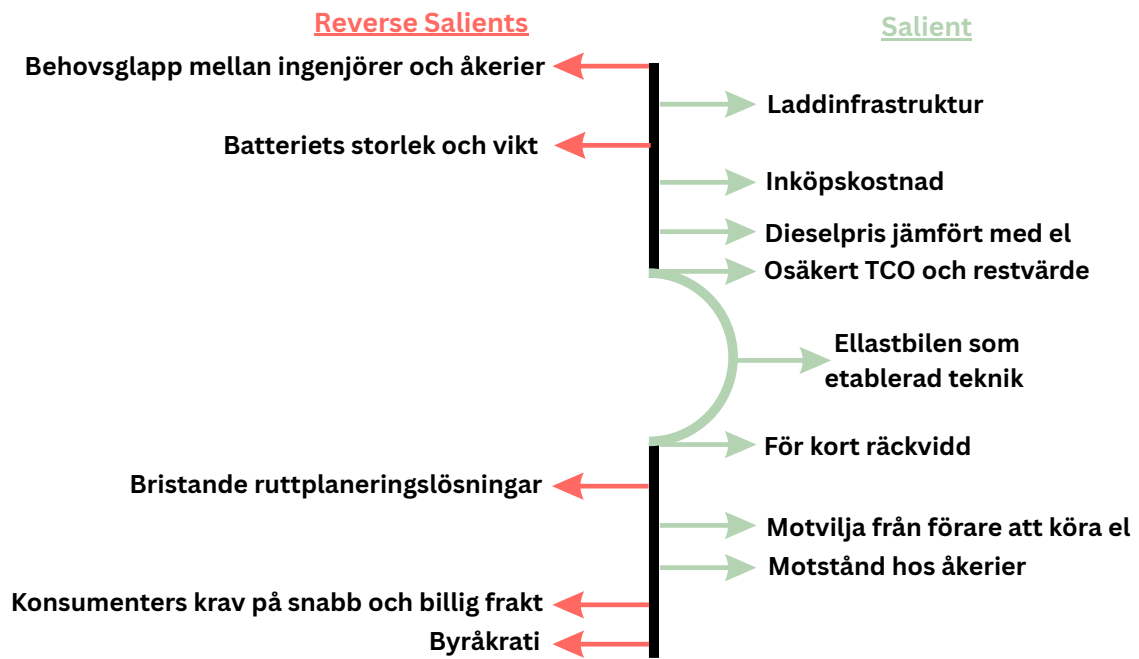 Reverse Salients
Salient
Behovsglapp mellan ingenjörer och åkerier
Laddinfrastruktur
Batteriets storlek och vikt
Inköpskostnad
Dieselpris jämfört med el
Osäkert TCO och restvärde
Ellastbilen som
etablerad teknik
För kort räckvidd
Bristande ruttplaneringslösningar
Motvilja från förare att köra el
Motstånd hos åkerier
Konsumenters krav på snabb och billig frakt
Byråkrati